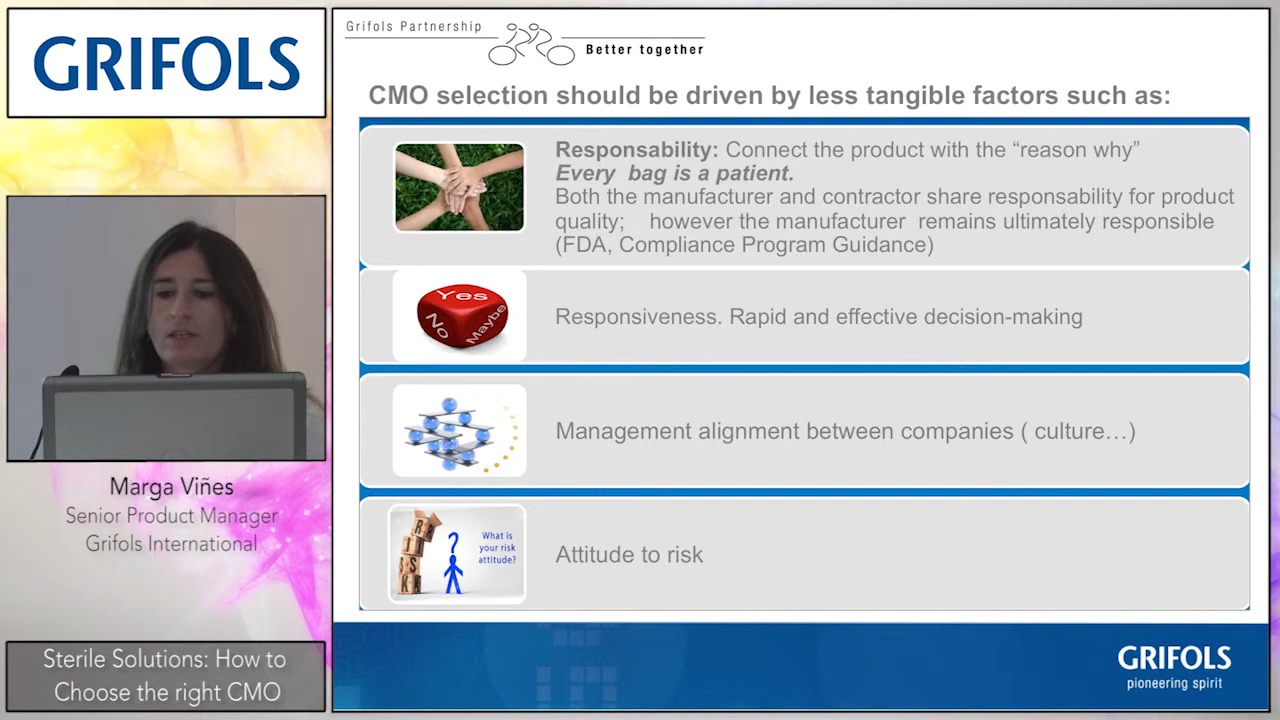 GRIFOLS
Marga Viñes
Senior Product Manager
Grifols International
Sterile Solutions: How to
Choose the right CMO
Grifols Partnership
Better together
CMO selection should be driven by less tangible factors such as:
Responsability: Connect the product with the “reason why”
Every bag is a patient.
Both the manufacturer and contractor share responsability for product
quality; however the manufacturer remains ultimately responsible
(FDA, Compliance Program Guidance)
Yes
No
Maybe
Responsiveness. Rapid and effective decision-making
Management alignment between companies ( culture…)
What is
your risk
attitude?
Attitude to risk
GRIFOLS
pioneering spirit